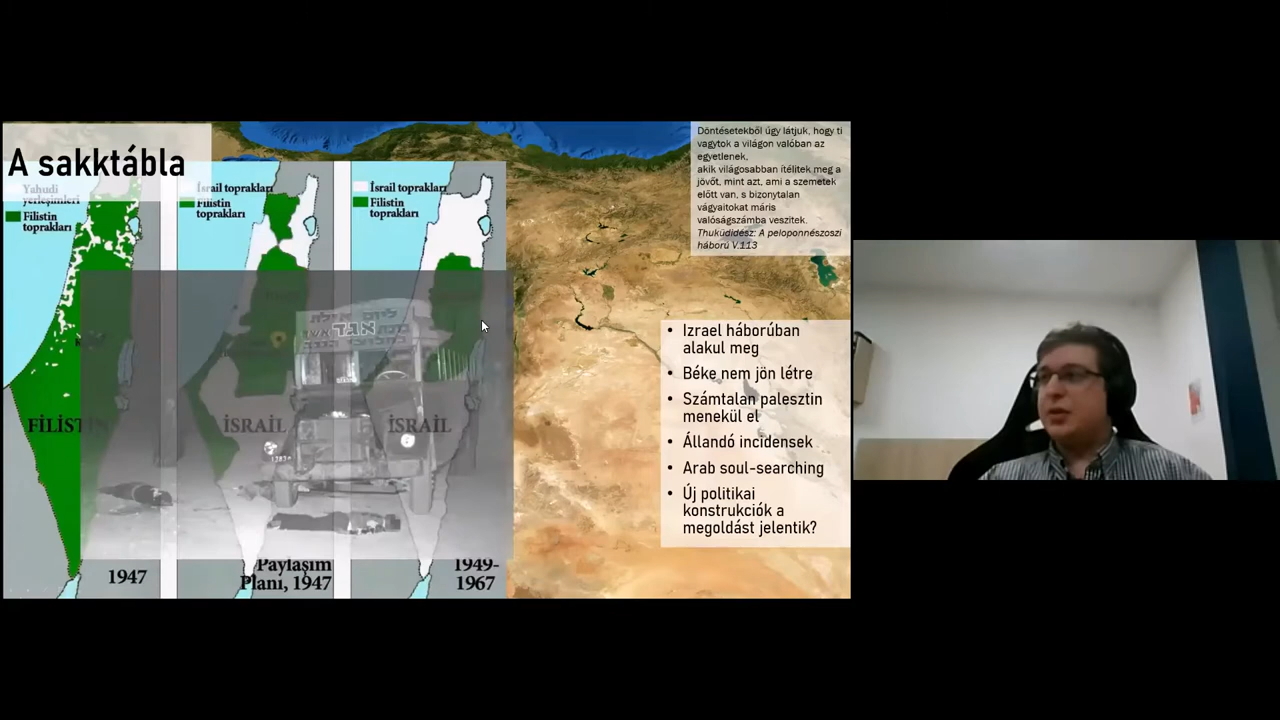 A sakktábla
Yahudi
yerleşimleri
Filistin
toprakları
İsrail toprakları
Filistin
toprakları
İsrail toprakları
Filistin
toprakları
FİLİSTİN
İSRAİL
İSRAİL
1947
Paylaşım
Planı, 1947
1949-
1967
Döntésetekből úgy látjuk, hogy ti
vagytok a világon valóban az
egyetlenek,
akik világosabban ítélitek meg a
jövőt, mint azt, ami a szemetek
előtt van, s bizonytalan
vágyaitokat máris
valóságszámba veszitek.
Thuküdidész: A peloponnészoszi
háború V.113
• Izrael háborúban
alakul meg
• Béke nem jön létre
• Számtalan palesztin
menekül el
• Állandó incidensek
• Arab soul-searching
• Új politikai
konstrukciók a
megoldást jelentik?